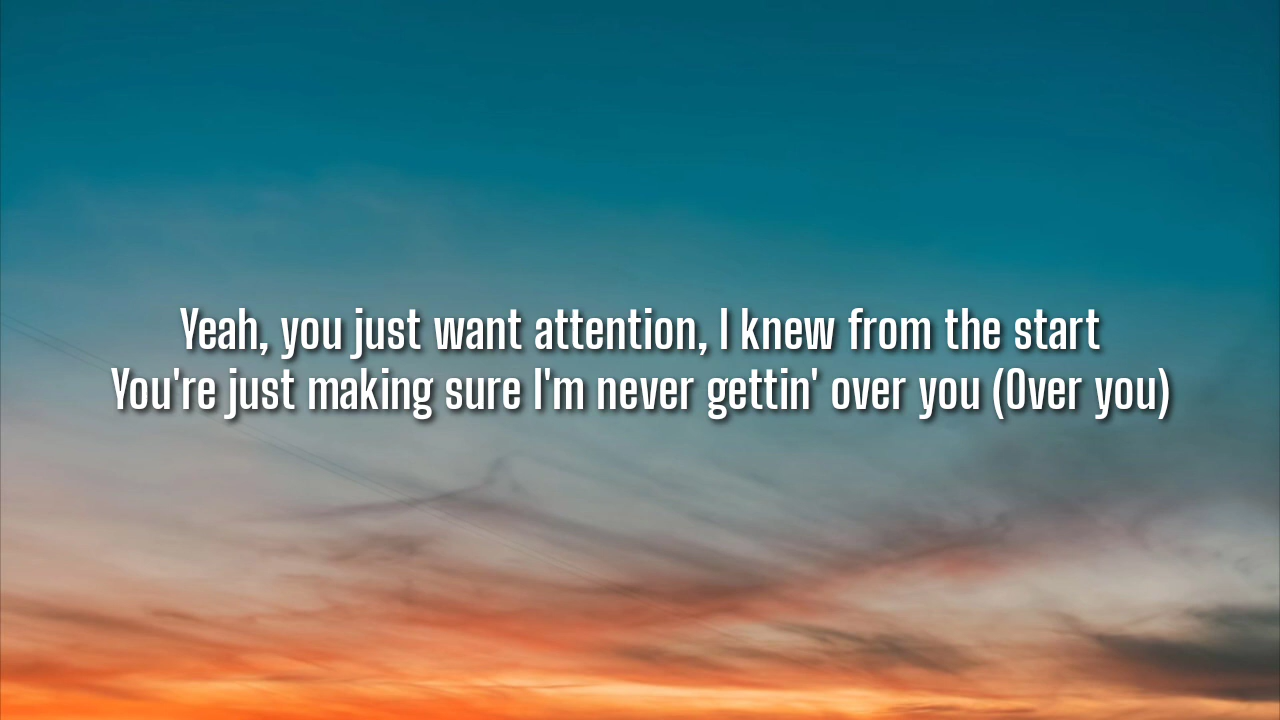 Yeah, you just want attention, I knew from the start
You're just making sure I'm never gettin' over you (Over you)